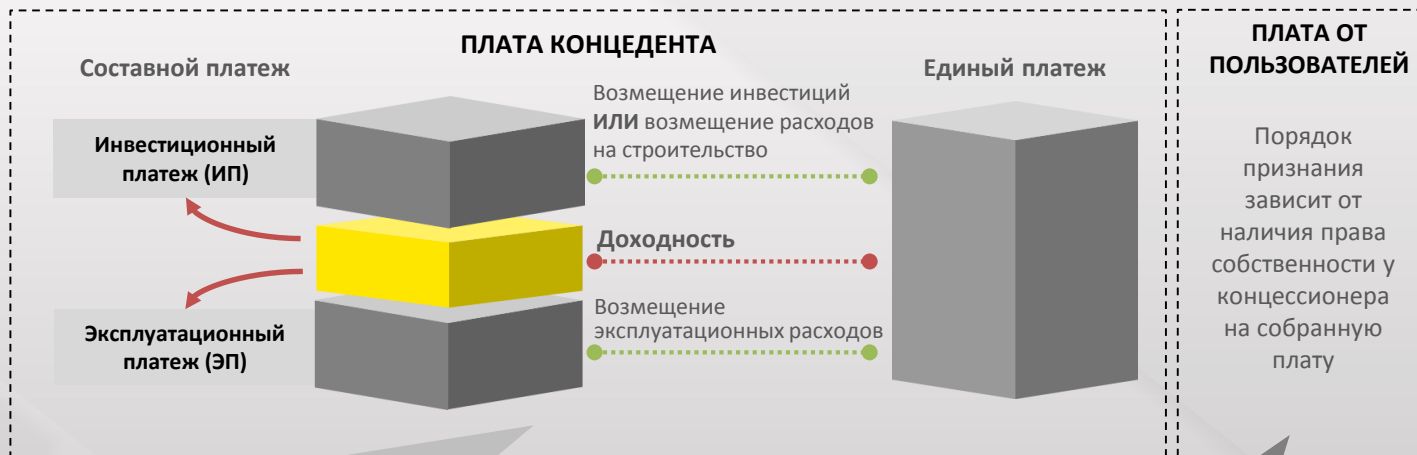 ПЛАТА КОНЦЕДЕНТА
Составной платеж
Инвестиционный
платеж (ИП)
Эксплуатационный
платеж (ЭП)
Возмещение инвестиций
ИЛИ возмещение расходов
на строительство
Доходность
Возмещение
эксплуатационных расходов
Единый платеж
ПЛАТА ОТ
ПОЛЬЗОВАТЕЛЕЙ
Порядок
признания
зависит от
наличия права
собственности у
концессионера
на собранную
плату